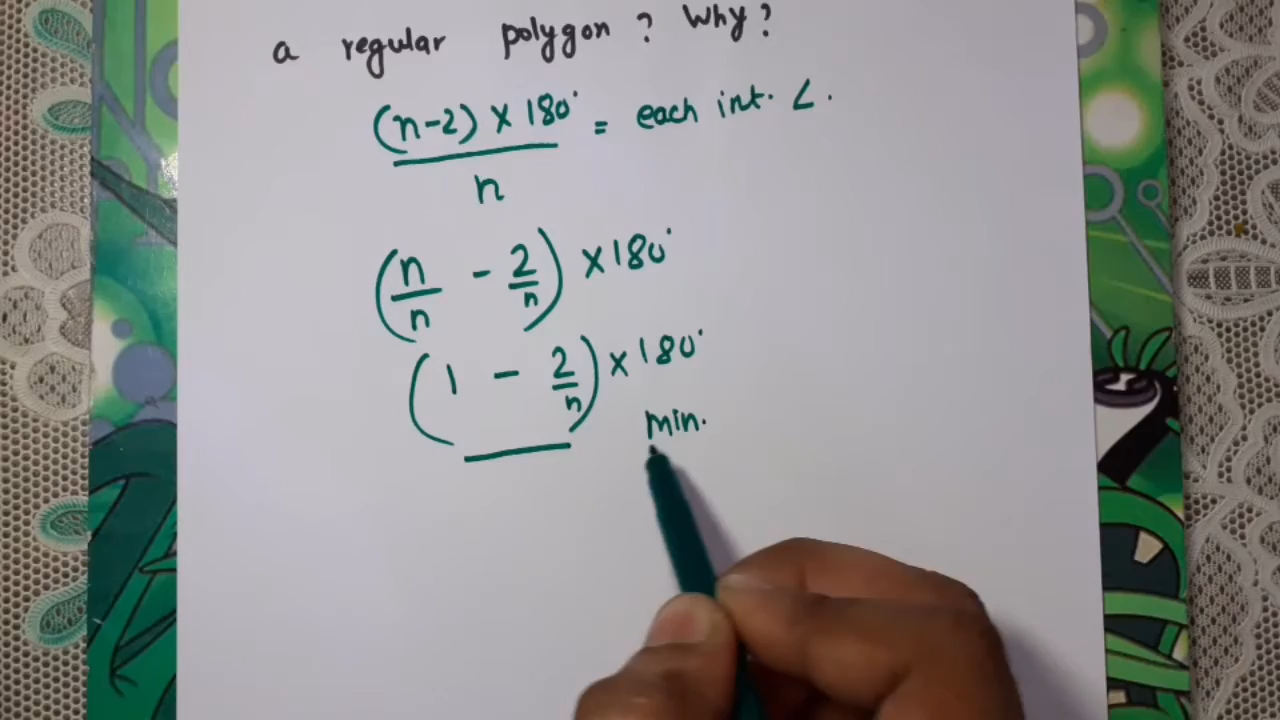 a regular polygon ? Why ?
(n-2) × 180° = each int. ∠.
n
(n/n - 2/n) × 180°
(1 - 2/n) × 180°
min.